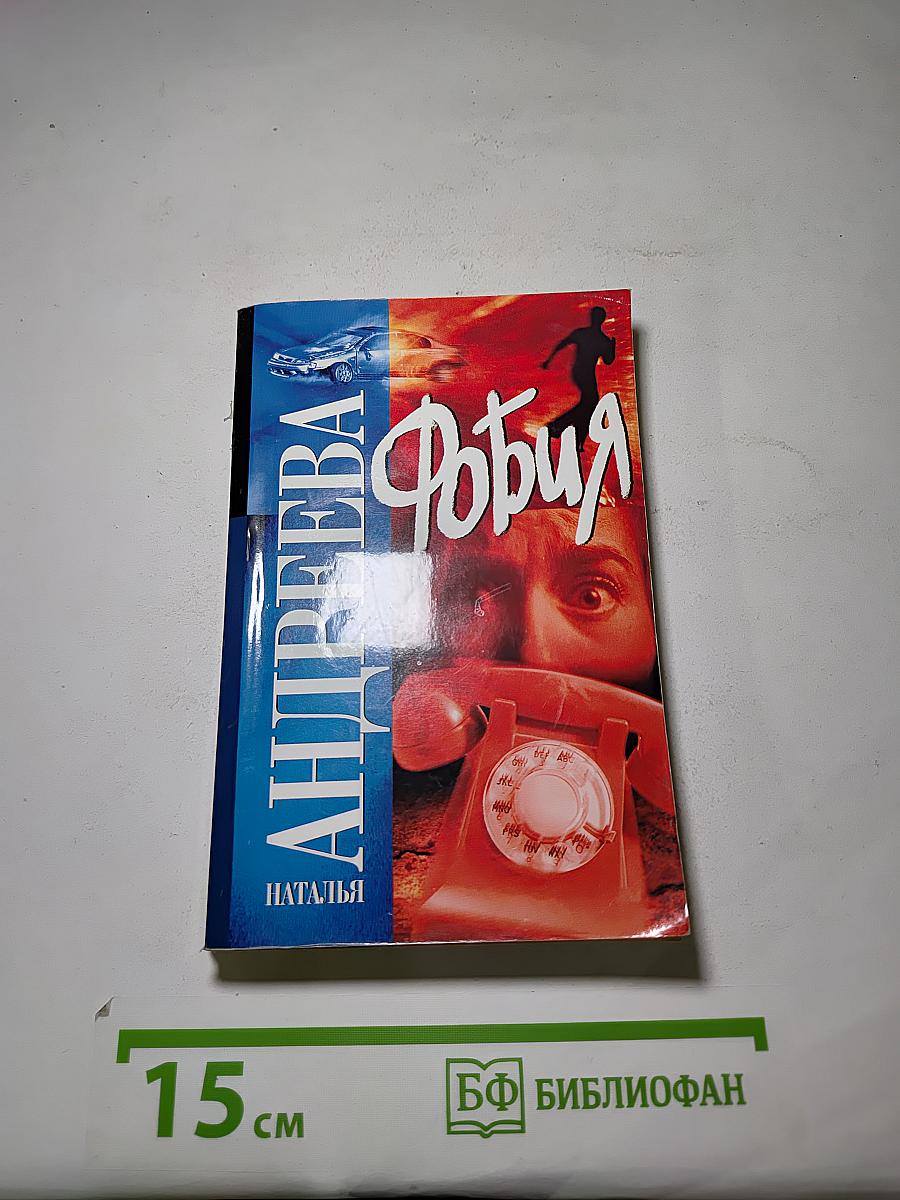 НАТАЛЬЯ
АНДРЕЕВА
Фобия
15 см
БФ БИБЛИОФАН